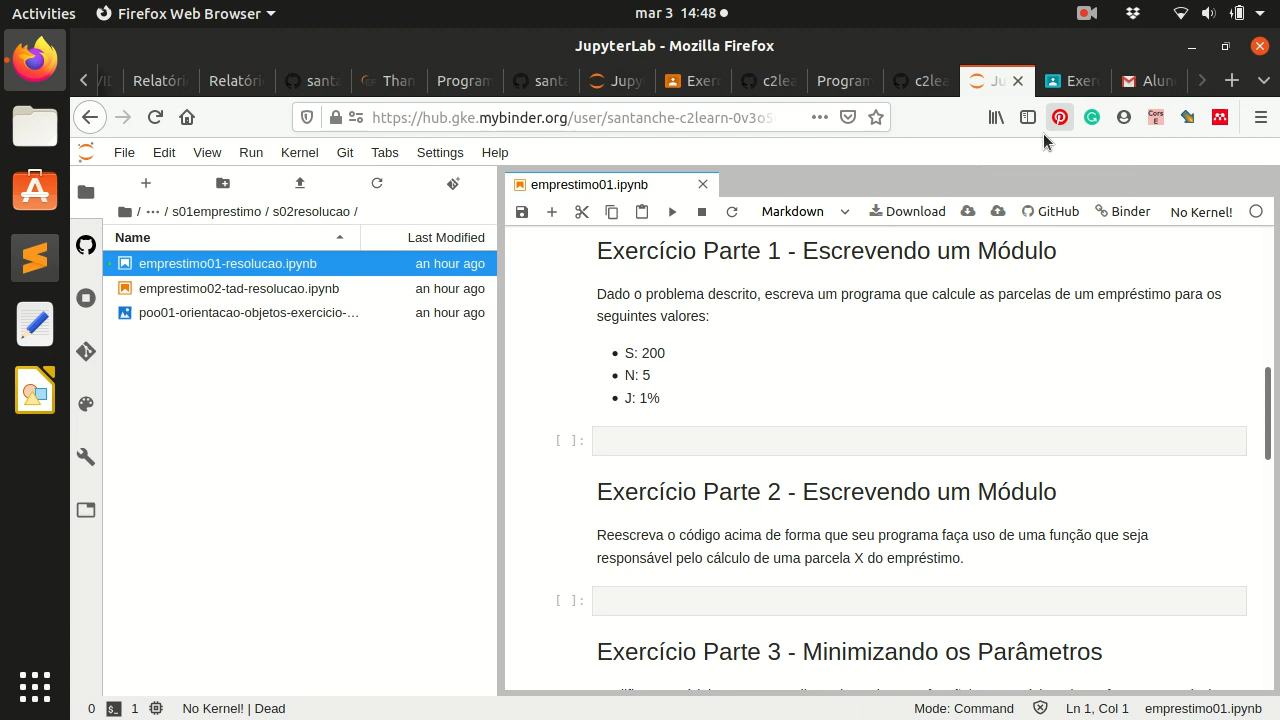 Activities
Firefox Web Browser
mar 3 14:48
JupyterLab - Mozilla Firefox
Relatóri
Relatóri
santa
Than
Program
santa
Jupy
Exer
c2lea
Program
c2lea
Ju
Exer
Alun
https://hub.gke.mybinder.org/user/santanche-c2learn-0v3o5
File Edit View Run Kernel Git Tabs Settings Help
/ ··· / s01emprestimo / s02resolucao /
Name Last Modified
emprestimo01-resolucao.ipynb an hour ago
emprestimo02-tad-resolucao.ipynb an hour ago
poo01-orientacao-objetos-exercicio-… an hour ago
emprestimo01.ipynb
Markdown Download GitHub Binder No Kernel!
Exercício Parte 1 - Escrevendo um Módulo
Dado o problema descrito, escreva um programa que calcule as parcelas de um empréstimo para os
seguintes valores:
• S: 200
• N: 5
• J: 1%
[ ]:
Exercício Parte 2 - Escrevendo um Módulo
Reescreva o código acima de forma que seu programa faça uso de uma função que seja
responsável pelo cálculo de uma parcela X do empréstimo.
[ ]:
Exercício Parte 3 - Minimizando os Parâmetros
0 1 No Kernel! | Dead
Mode: Command Ln 1, Col 1 emprestimo01.ipynb